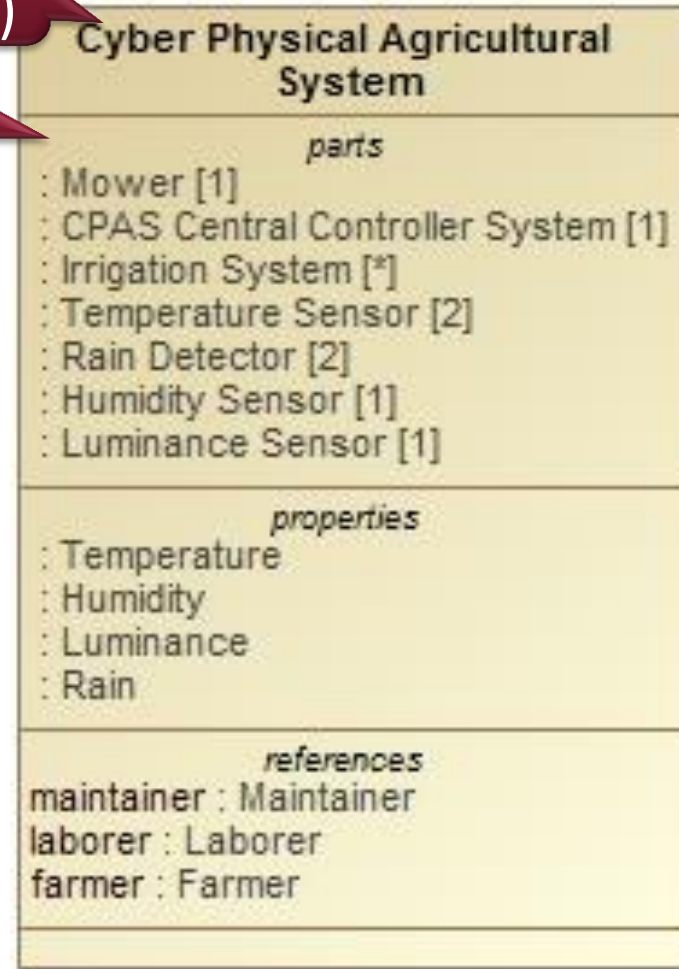 )
Cyber Physical Agricultural
System
parts
: Mower [1]
: CPAS Central Controller System [1]
: Irrigation System [*]
: Temperature Sensor [2]
: Rain Detector [2]
: Humidity Sensor [1]
: Luminance Sensor [1]
properties
: Temperature
: Humidity
: Luminance
: Rain
references
maintainer : Maintainer
laborer : Laborer
farmer : Farmer